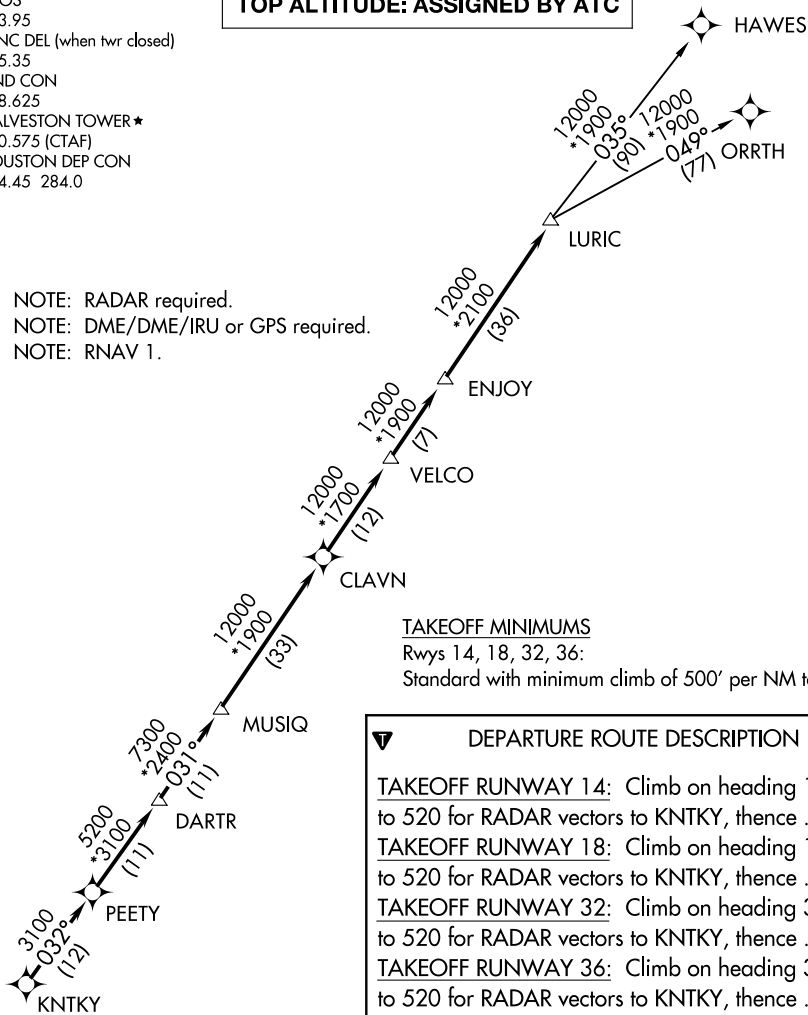 TOP ALTITUDE: ASSIGNED BY ATC
3.95
NC DEL (when twr closed)
5.35
ND CON
8.625
ALVESTON TOWER★
0.575 (CTAF)
OUSTON DEP CON
4.45 284.0
HAWES
12000
*1900
035°
(90)
12000
*1900
049°
(77)
ORRTH
LURIC
NOTE: RADAR required.
NOTE: DME/DME/IRU or GPS required.
NOTE: RNAV 1.
12000
*2100
(36)
ENJOY
12000
*1900
(7)
VELCO
12000
*1700
(12)
CLAVN
12000
*1900
(33)
MUSIQ
TAKEOFF MINIMUMS
Rwys 14, 18, 32, 36:
Standard with minimum climb of 500' per NM
7300
*2400
031°
(11)
DARTR
5200
*3100
(11)
PEETY
3100
032°
(12)
KNTKY
T DEPARTURE ROUTE DESCRIPTION
TAKEOFF RUNWAY 14: Climb on heading
to 520 for RADAR vectors to KNTKY, thence .
TAKEOFF RUNWAY 18: Climb on heading
to 520 for RADAR vectors to KNTKY, thence .
TAKEOFF RUNWAY 32: Climb on heading
to 520 for RADAR vectors to KNTKY, thence .
TAKEOFF RUNWAY 36: Climb on heading
to 520 for RADAR vectors to KNTKY, thence .